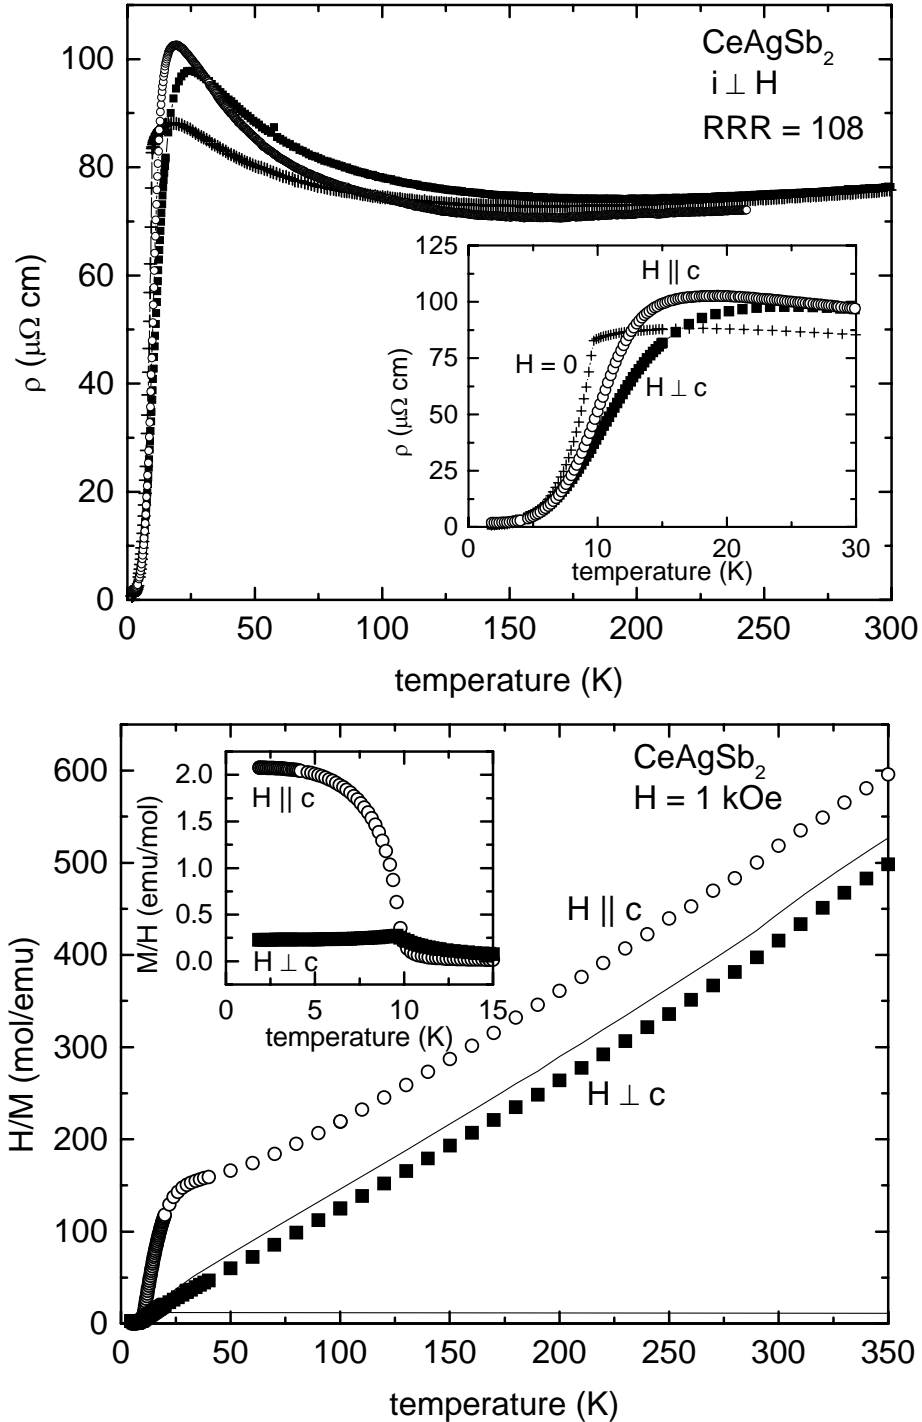 CeAgSb₂
i ⊥ H
RRR = 108
100
80
60
40
20
0
ρ (μΩ cm)
0 50 100 150 200 250 300
temperature (K)
125
100
75
50
25
0
ρ (μΩ cm)
H || c
H = 0
H ⊥ c
0 10 20 30
temperature (K)
CeAgSb₂
H = 1 kOe
600
500
400
300
200
100
0
H/M (mol/emu)
H || c
H ⊥ c
0 50 100 150 200 250 300 350
temperature (K)
2.0
1.5
1.0
0.5
0.0
M/H (emu/mol)
H || c
H ⊥ c
0 5 10 15
temperature (K)